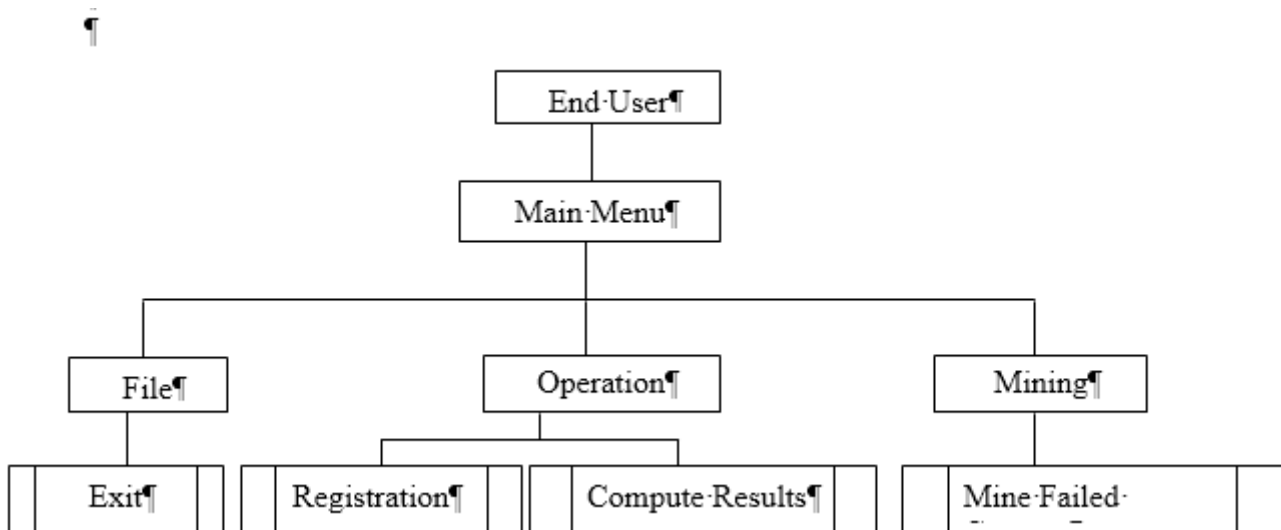 ¶
End·User¶
Main·Menu¶
File¶
Operation¶
Mining¶
Exit¶
Registration¶
Compute·Results¶
Mine·Failed·